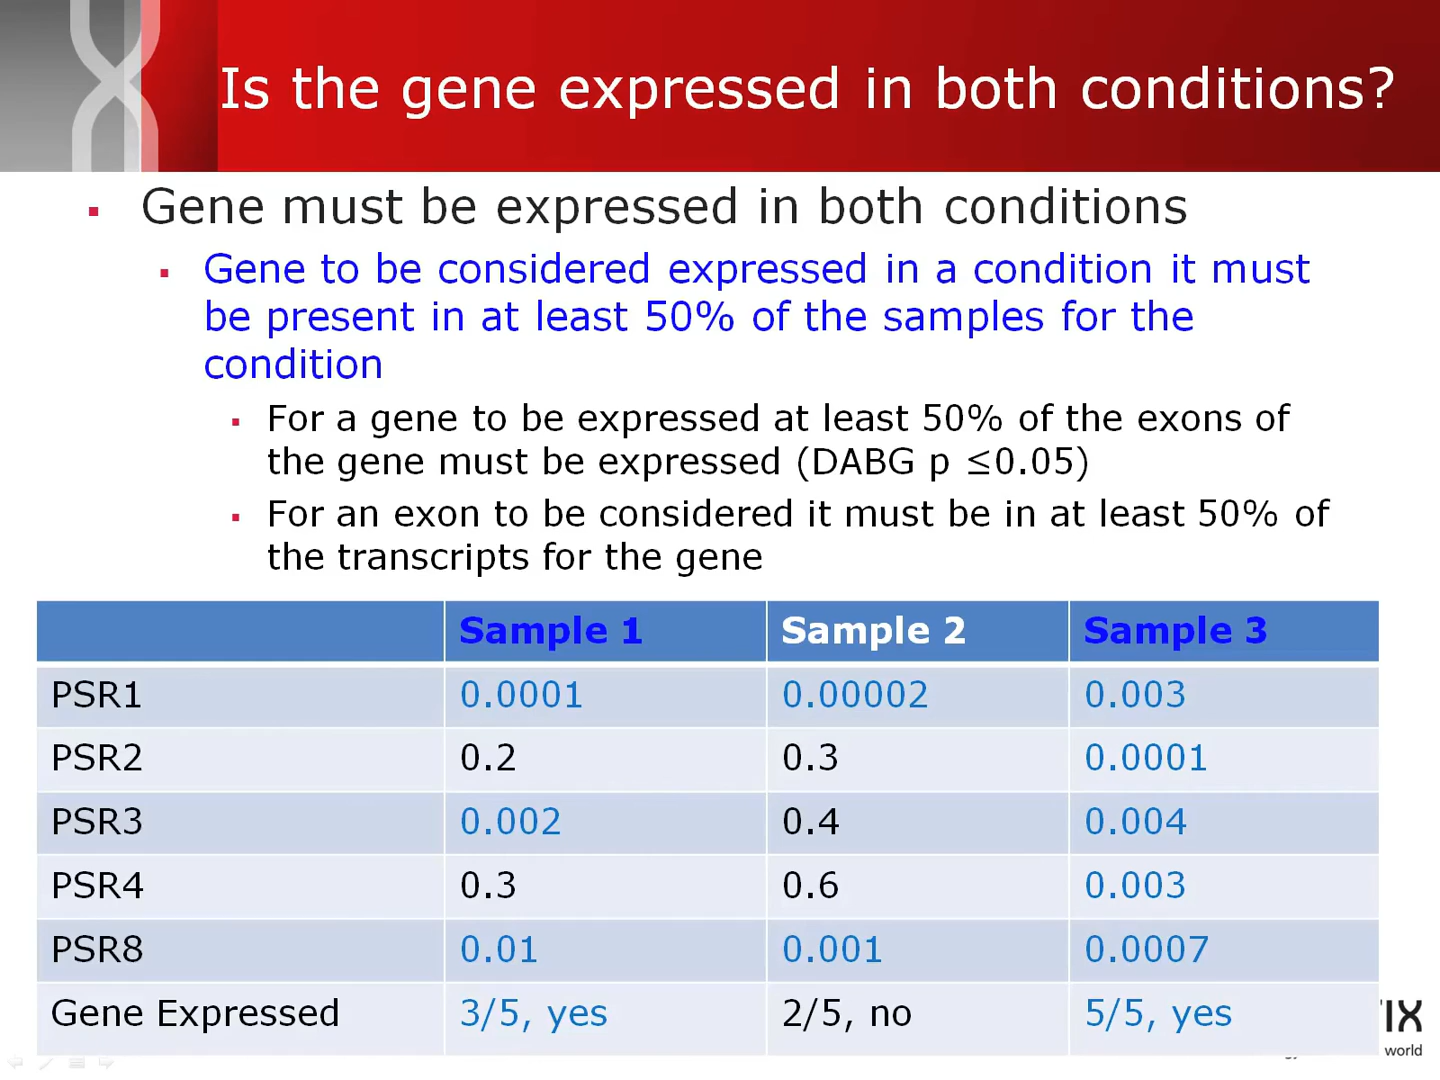 Is the gene expressed in both conditions?
Gene must be expressed in both conditions
Gene to be considered expressed in a condition it must
be present in at least 50% of the samples for the
condition
For a gene to be expressed at least 50% of the exons of
the gene must be expressed (DABG p ≤0.05)
For an exon to be considered it must be in at least 50% of
the transcripts for the gene
Sample 1 Sample 2 Sample 3
PSR1 0.0001 0.00002 0.003
PSR2 0.2 0.3 0.0001
PSR3 0.002 0.4 0.004
PSR4 0.3 0.6 0.003
PSR8 0.01 0.001 0.0007
Gene Expressed 3/5, yes 2/5, no 5/5, yes
IX
world